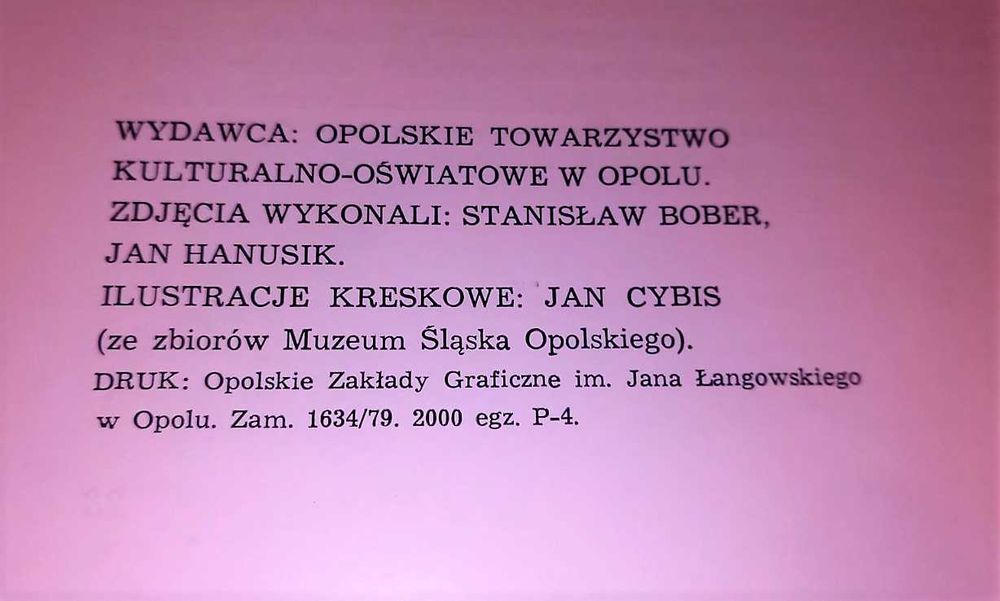 WYDAWCA: OPOLSKIE TOWARZYSTWO
KULTURALNO-OŚWIATOWE W OPOLU.
ZDJĘCIA WYKONALI: STANISŁAW BOBER,
JAN HANUSIK.
ILUSTRACJE KRESKOWE: JAN CYBIS
(ze zbiorów Muzeum Śląska Opolskiego).
DRUK: Opolskie Zakłady Graficzne im. Jana Łangowskiego
w Opolu. Zam. 1634/79. 2000 egz. P-4.